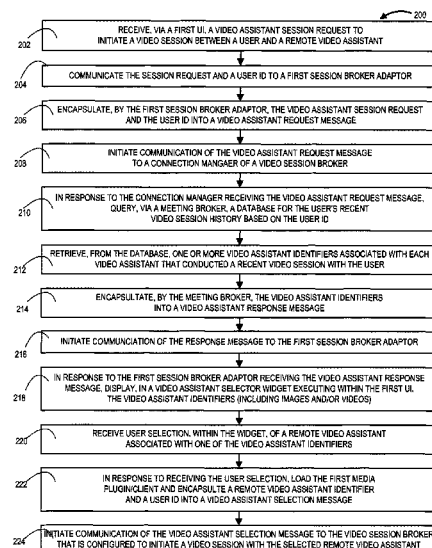 200
202
RECEIVE, VIA A FIRST UI, A VIDEO ASSISTANT SESSION REQUEST TO
INITIATE A VIDEO SESSION BETWEEN A USER AND A REMOTE VIDEO ASSISTANT
204
COMMUNICATE THE SESSION REQUEST AND A USER ID TO A FIRST SESSION BROKER ADAPTOR
206
ENCAPSULATE, BY THE FIRST SESSION BROKER ADAPTOR, THE VIDEO ASSISTANT SESSION REQUEST
AND THE USER ID INTO A VIDEO ASSISTANT REQUEST MESSAGE
208
INITIATE COMMUNICATION OF THE VIDEO ASSISTANT REQUEST MESSAGE
TO A CONNECTION MANGAER OF A VIDEO SESSION BROKER
210
IN RESPONSE TO THE CONNECTION MANAGER RECEIVING THE VIDEO ASSISTANT REQUEST MESSAGE,
QUERY, VIA A MEETING BROKER, A DATABASE FOR THE USER'S RECENT
VIDEO SESSION HISTORY BASED ON THE USER ID
212
RETRIEVE, FROM THE DATABASE, ONE OR MORE VIDEO ASSISTANT IDENTIFIERS ASSOCIATED WITH EACH
VIDEO ASSISTANT THAT CONDUCTED A RECENT VIDEO SESSION WITH THE USER
214
ENCAPSULTATE, BY THE MEETING BROKER, THE VIDEO ASSISTANT IDENTIFIERS
INTO A VIDEO ASSISTANT RESPONSE MESSAGE
216
INITIATE COMMUNCIATION OF THE RESPONSE MESSAGE TO THE FIRST SESSION BROKER ADAPTOR
218
IN RESPONSE TO THE FIRST SESSION BROKER ADAPTOR RECEIVING THE VIDEO ASSISTANT RESPONSE
MESSAGE, DISPLAY, IN A VIDEO ASSISTANT SELECTOR WIDGET EXECUTING WITHIN THE FIRST UI,
THE VIDEO ASSISTANT IDENTIFIERS (INCLUDING IMAGES AND/OR VIDEOS)
220
RECEIVE USER SELECTION, WITHIN THE WIDGET, OF A REMOTE VIDEO ASSISTANT
ASSOCIATED WITH ONE OF THE VIDEO ASSISTANT IDENTIFIERS
222
IN RESPONSE TO RECEIVING THE USER SELECTION, LOAD THE FIRST MEDIA
PLUGIN/CLIENT AND ENCAPSULTE A REMOTE VIDEO ASSISTANT IDENTIFIER
AND A USER ID INTO A VIDEO ASSISTANT SELECTION MESSAGE
224
INITIATE COMMUNICATION OF THE VIDEO ASSISTANT SELECTION MESSAGE TO THE VIDEO SESSION BROKER
THAT IS CONFIGURED TO INITIATE A VIDEO SESSION WITH THE SELECTED REMOTE VIDEO ASSISTANT